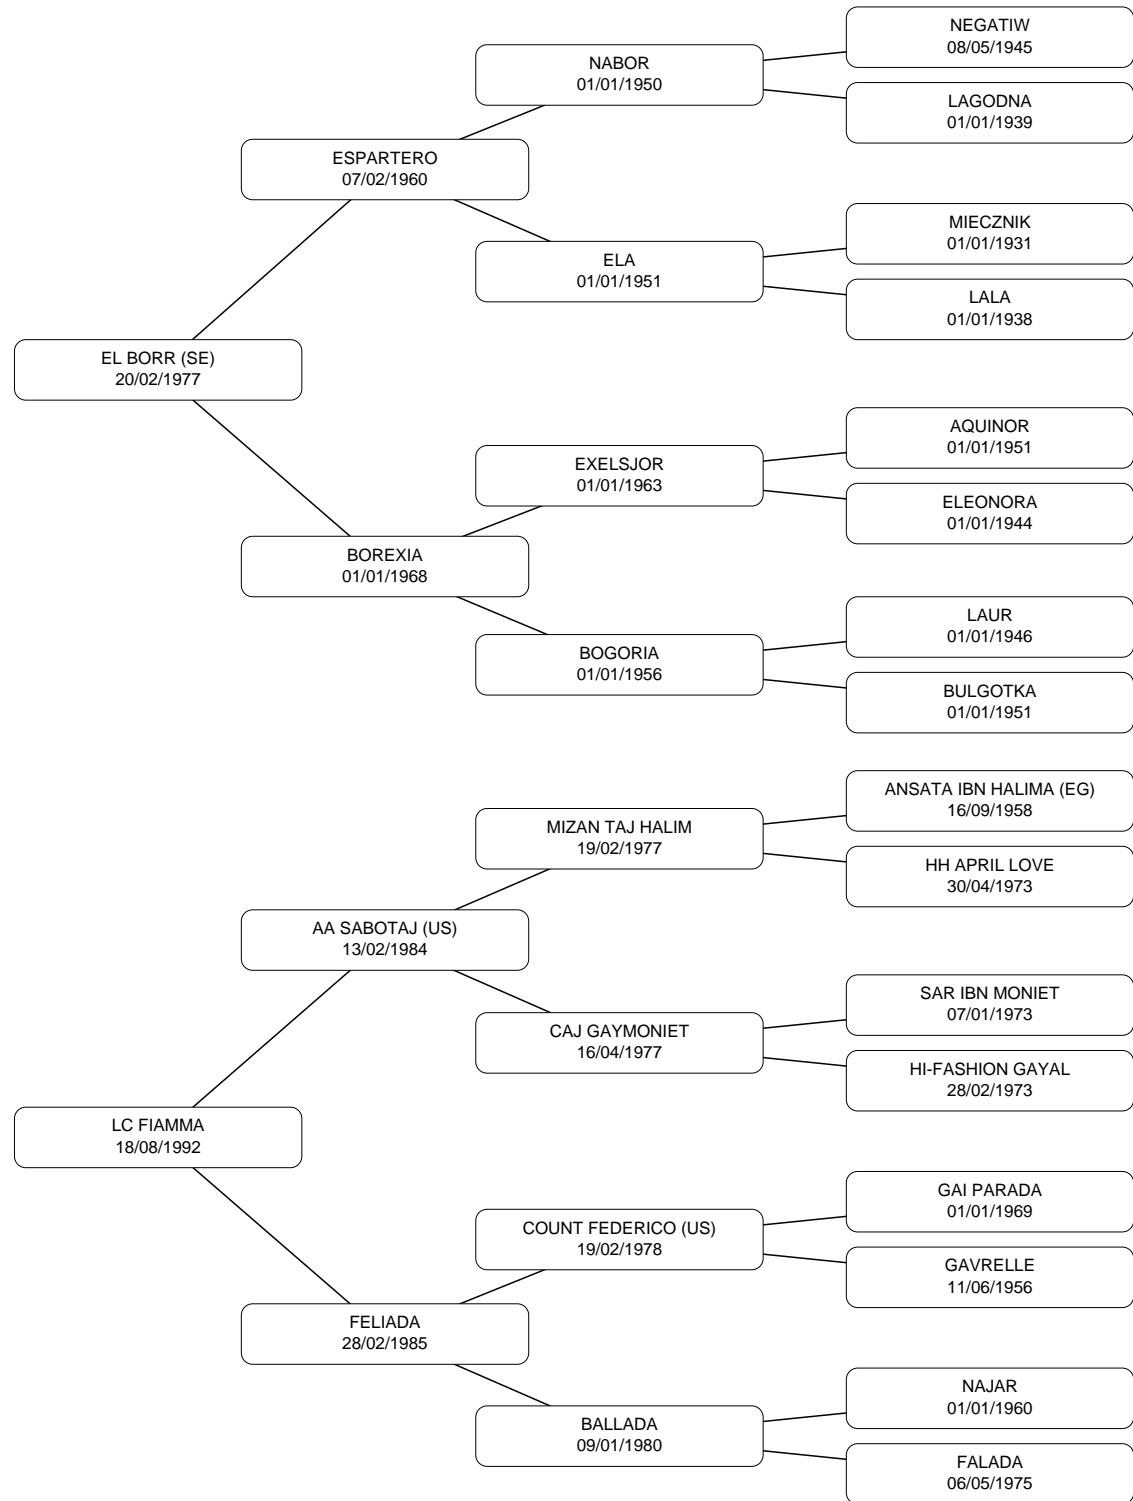 NEGATIW
08/05/1945
NABOR
01/01/1950
LAGODNA
01/01/1939
ESPARTERO
07/02/1960
MIECZNIK
01/01/1931
ELA
01/01/1951
LALA
01/01/1938
EL BORR (SE)
20/02/1977
AQUINOR
01/01/1951
EXELSJOR
01/01/1963
ELEONORA
01/01/1944
BOREXIA
01/01/1968
LAUR
01/01/1946
BOGORIA
01/01/1956
BULGOTKA
01/01/1951
ANSATA IBN HALIMA (EG)
16/09/1958
MIZAN TAJ HALIM
19/02/1977
HH APRIL LOVE
30/04/1973
AA SABOTAJ (US)
13/02/1984
SAR IBN MONIET
07/01/1973
CAJ GAYMONIET
16/04/1977
HI-FASHION GAYAL
28/02/1973
LC FIAMMA
18/08/1992
GAI PARADA
01/01/1969
COUNT FEDERICO (US)
19/02/1978
GAVRELLE
11/06/1956
FELIADA
28/02/1985
NAJAR
01/01/1960
BALLADA
09/01/1980
FALADA
06/05/1975